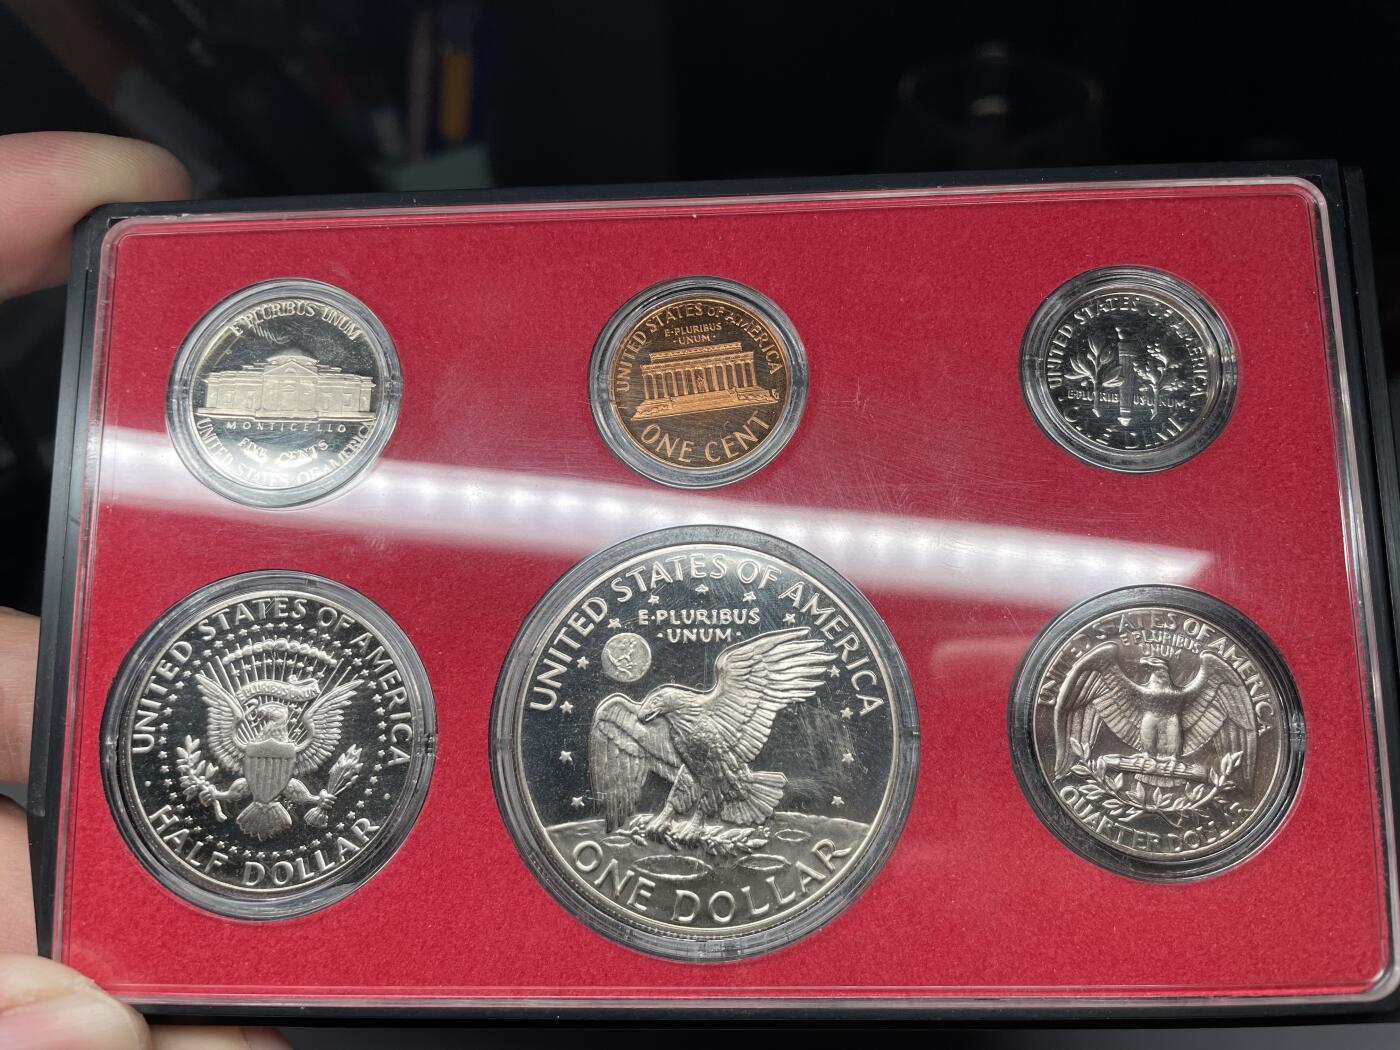 E PLURIBUS UNUM
MONTICELLO
FIVE CENTS
UNITED STATES OF AMERICA
UNITED STATES OF AMERICA
E·PLURIBUS
·UNUM·
ONE CENT
UNITED STATES OF AMERICA
E·PLURIBUS·UNUM·
ONE DIME
UNITED STATES OF AMERICA
HALF DOLLAR
UNITED STATES OF AMERICA
E·PLURIBUS
·UNUM·
ONE DOLLAR
UNITED STATES OF AMERICA
E PLURIBUS
UNUM
QUARTER DOLLAR